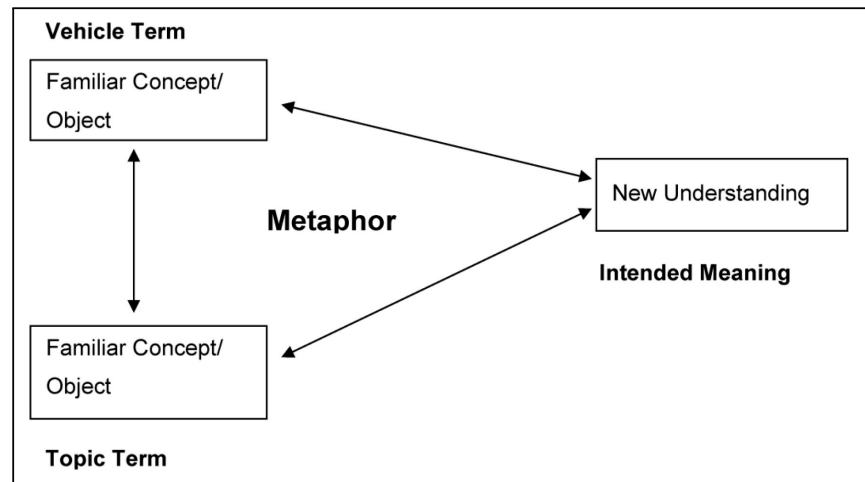 Vehicle Term
Familiar Concept/
Object
New Understanding
Metaphor
Intended Meaning
Familiar Concept/
Object
Topic Term